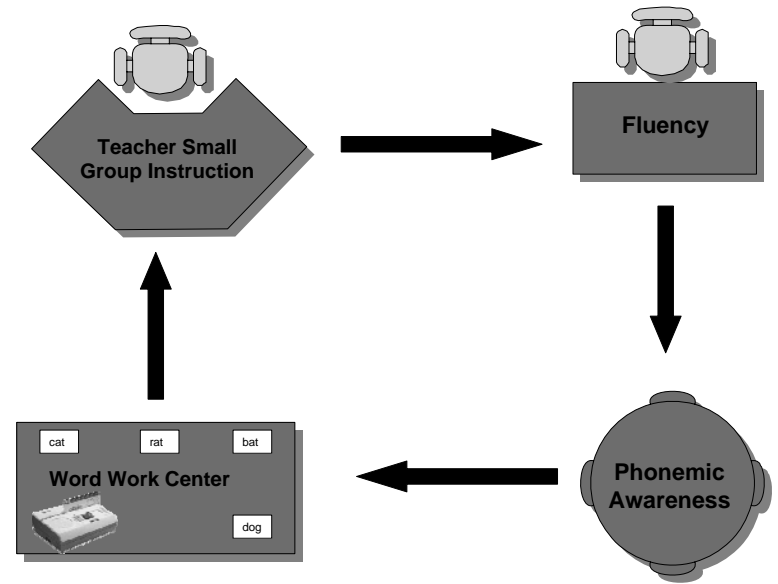 Teacher Small
Group Instruction
Fluency
Phonemic
Awareness
cat
rat
bat
Word Work Center
dog